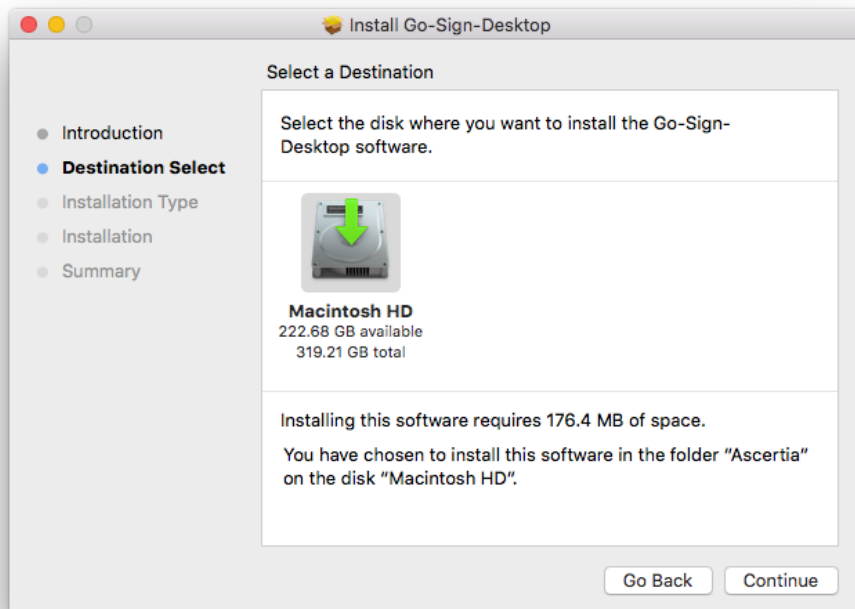 Install Go-Sign-Desktop
Select a Destination
Introduction
Destination Select
Installation Type
Installation
Summary
Select the disk where you want to install the Go-Sign-
Desktop software.
Macintosh HD
222.68 GB available
319.21 GB total
Installing this software requires 176.4 MB of space.
You have chosen to install this software in the folder “Ascertia”
on the disk “Macintosh HD”.
Go Back
Continue